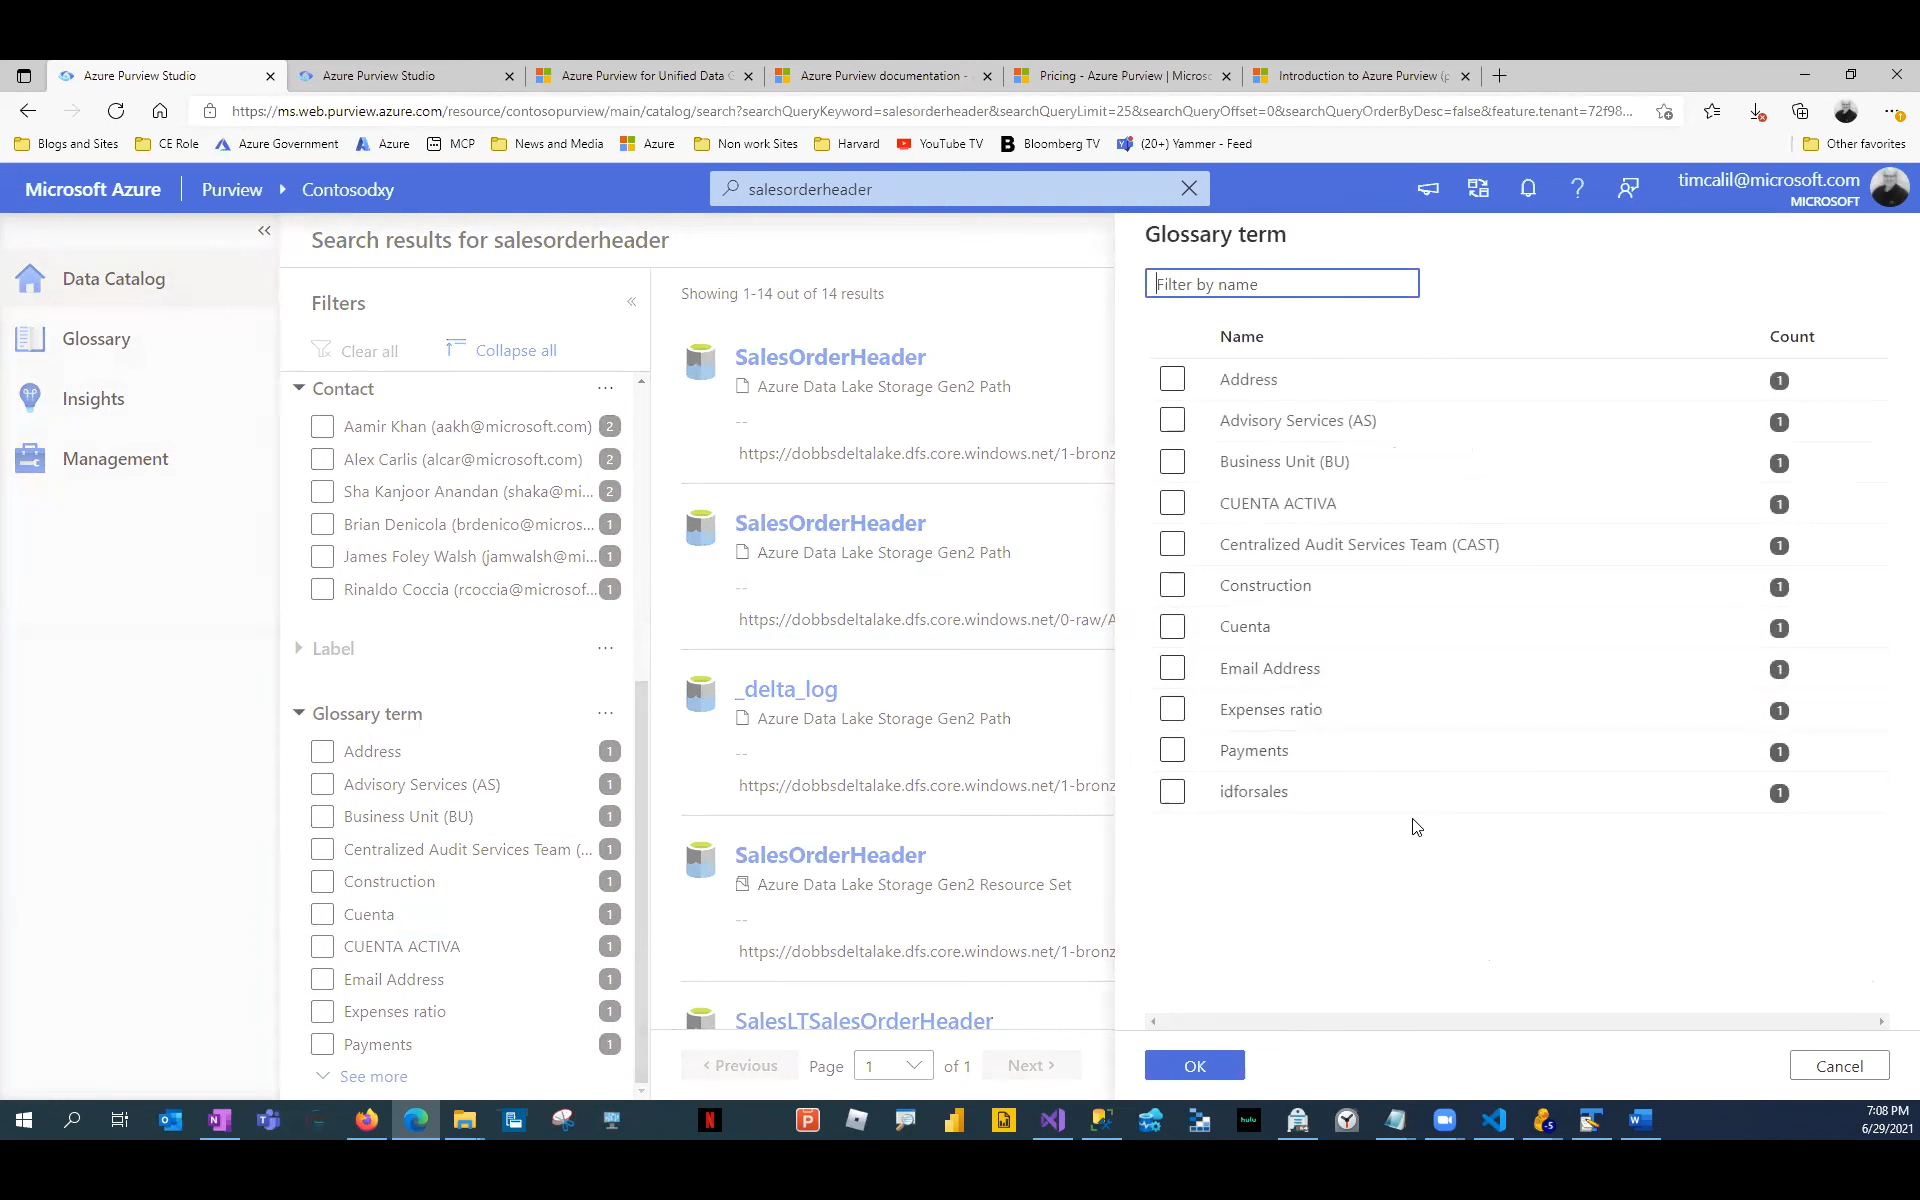 Azure Purview Studio
Azure Purview Studio
Azure Purview for Unified Data G
Azure Purview documentation -
Pricing - Azure Purview | Microsc
Introduction to Azure Purview (p
https://ms.web.purview.azure.com/resource/contosopurview/main/catalog/search?searchQueryKeyword=salesorderheader&searchQueryLimit=25&searchQueryOffset=0&searchQueryOrderByDesc=false&feature.tenant=72f98...
Blogs and Sites
CE Role
Azure Government
Azure
MCP
News and Media
Azure
Non work Sites
Harvard
YouTube TV
Bloomberg TV
(20+) Yammer - Feed
Other favorites
Microsoft Azure
Purview
Contosodxy
salesorderheader
timcalil@microsoft.com
MICROSOFT
Data Catalog
Glossary
Insights
Management
Search results for salesorderheader
Filters
Clear all
Collapse all
Contact
Aamir Khan (aakh@microsoft.com) 2
Alex Carlis (alcar@microsoft.com) 2
Sha Kanjoor Anandan (shaka@mi... 2
Brian Denicola (brdenico@micros... 1
James Foley Walsh (jamwalsh@mi... 1
Rinaldo Coccia (rcoccia@microsof... 1
Label
Glossary term
Address 1
Advisory Services (AS) 1
Business Unit (BU) 1
Centralized Audit Services Team (... 1
Construction 1
Cuenta 1
CUENTA ACTIVA 1
Email Address 1
Expenses ratio 1
Payments 1
See more
Showing 1-14 out of 14 results
SalesOrderHeader
Azure Data Lake Storage Gen2 Path
--
https://dobbsdeltalake.dfs.core.windows.net/1-bronz
SalesOrderHeader
Azure Data Lake Storage Gen2 Path
--
https://dobbsdeltalake.dfs.core.windows.net/0-raw/A
_delta_log
Azure Data Lake Storage Gen2 Path
--
https://dobbsdeltalake.dfs.core.windows.net/1-bronz
SalesOrderHeader
Azure Data Lake Storage Gen2 Resource Set
--
https://dobbsdeltalake.dfs.core.windows.net/1-bronz
SalesLTSalesOrderHeader
< Previous Page 1 of 1 Next >
Glossary term
Filter by name
Name Count
Address 1
Advisory Services (AS) 1
Business Unit (BU) 1
CUENTA ACTIVA 1
Centralized Audit Services Team (CAST) 1
Construction 1
Cuenta 1
Email Address 1
Expenses ratio 1
Payments 1
idforsales 1
OK
Cancel
hulu
7:08 PM
6/29/2021